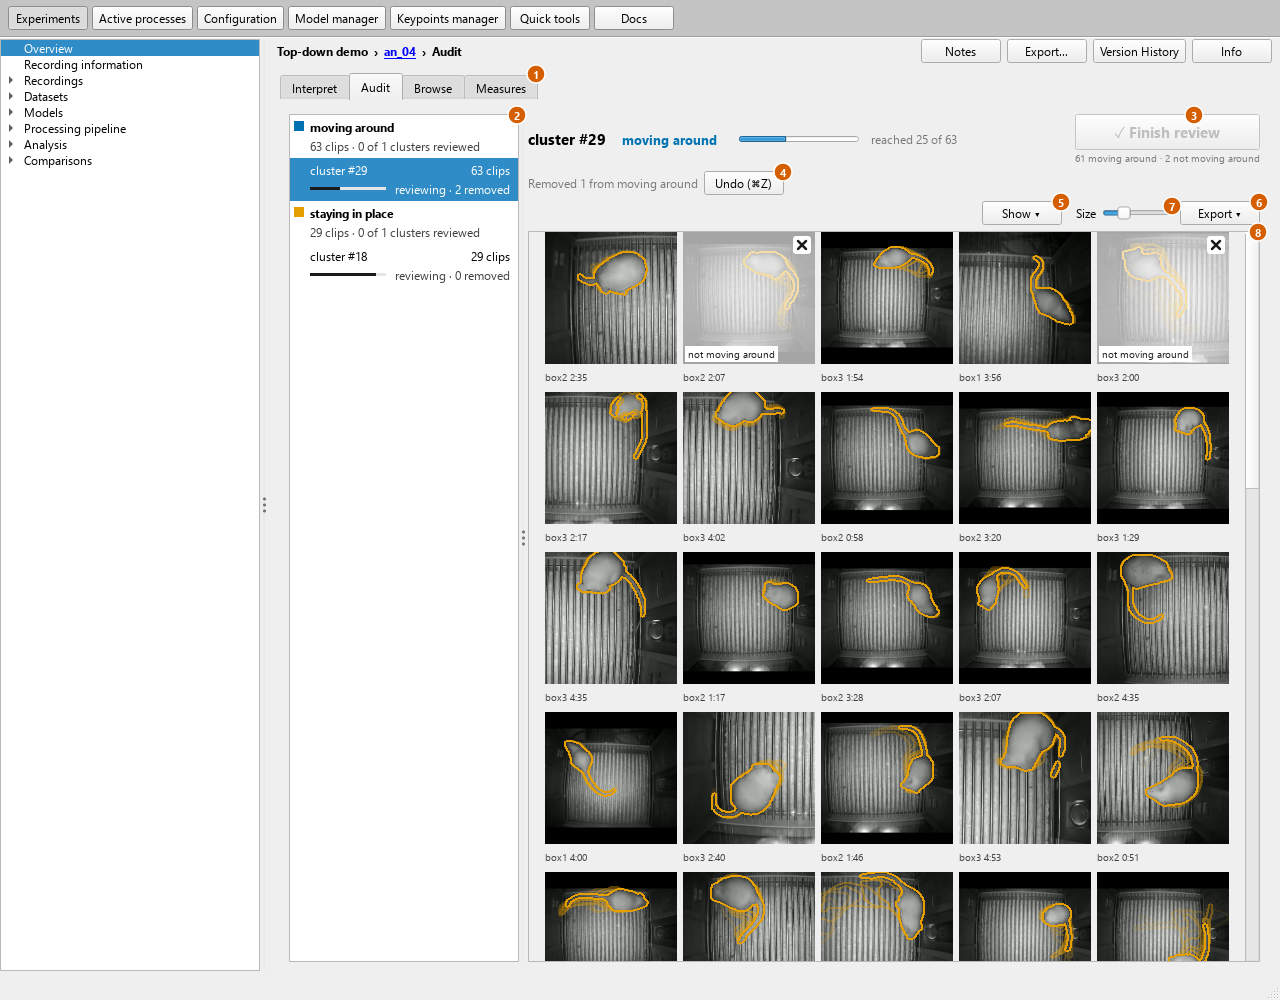 Experiments Active processes Configuration Model manager Keypoints manager Quick tools Docs
Overview
Recording information
Recordings
Datasets
Models
Processing pipeline
Analysis
Comparisons
Top-down demo › an_04 › Audit
Notes Export... Version History Info
Interpret Audit Browse Measures 1
2
moving around
63 clips · 0 of 1 clusters reviewed
cluster #29 63 clips
reviewing · 2 removed
staying in place
29 clips · 0 of 1 clusters reviewed
cluster #18 29 clips
reviewing · 0 removed
cluster #29 moving around reached 25 of 63
3
✓ Finish review
61 moving around · 2 not moving around
Removed 1 from moving around Undo (⌘Z) 4
Show ▾ 5 Size 7 Export ▾ 6
8
not moving around not moving around
box2 2:35 box2 2:07 box3 1:54 box1 3:56 box3 2:00
box3 2:17 box3 4:02 box2 0:58 box2 3:20 box3 1:29
box3 4:35 box2 1:17 box2 3:28 box3 2:07 box2 4:35
box1 4:00 box3 2:40 box2 1:46 box3 4:53 box2 0:51